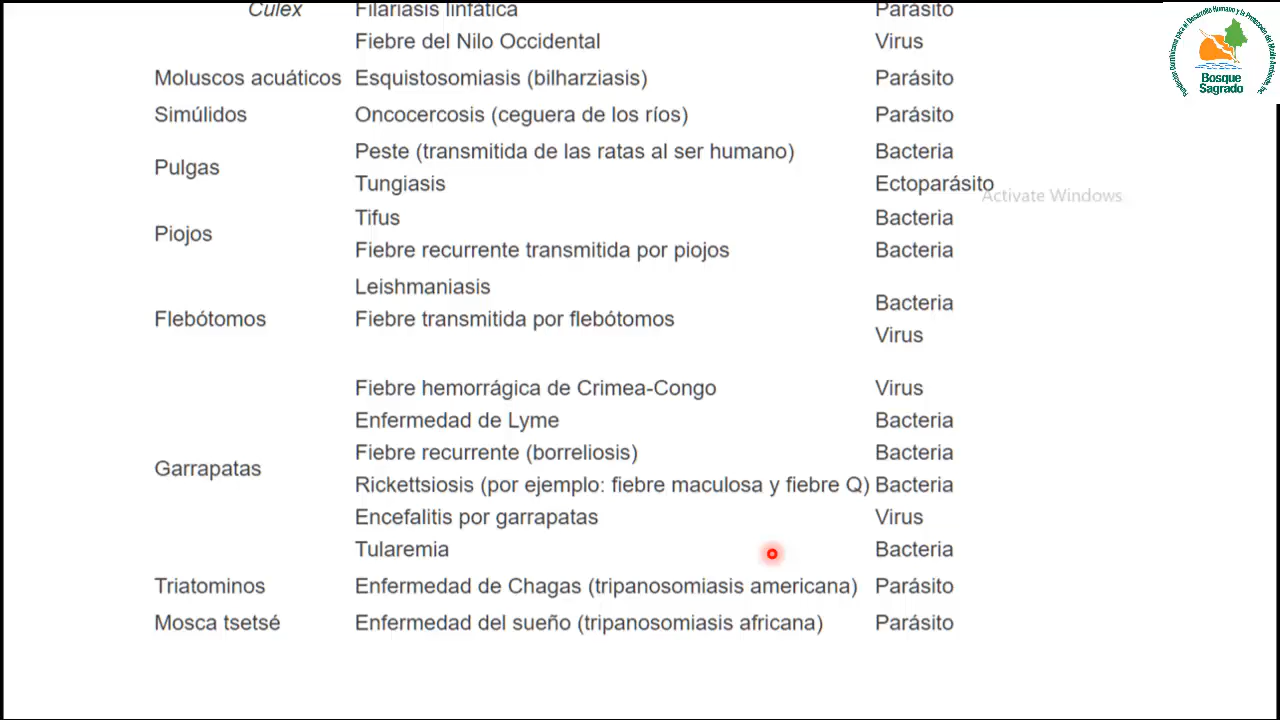 Culex Filariasis linfática Parásito
Fiebre del Nilo Occidental Virus
Moluscos acuáticos Esquistosomiasis (bilharziasis) Parásito
Simúlidos Oncocercosis (ceguera de los ríos) Parásito
Pulgas
Peste (transmitida de las ratas al ser humano) Bacteria
Tungiasis Ectoparásito
Activate Windows
Piojos
Tifus Bacteria
Fiebre recurrente transmitida por piojos Bacteria
Flebótomos
Leishmaniasis Bacteria
Fiebre transmitida por flebótomos Virus
Garrapatas
Fiebre hemorrágica de Crimea-Congo Virus
Enfermedad de Lyme Bacteria
Fiebre recurrente (borreliosis) Bacteria
Rickettsiosis (por ejemplo: fiebre maculosa y fiebre Q) Bacteria
Encefalitis por garrapatas Virus
Tularemia Bacteria
Triatominos Enfermedad de Chagas (tripanosomiasis americana) Parásito
Mosca tsetsé Enfermedad del sueño (tripanosomiasis africana) Parásito
Bosque
Sagrado